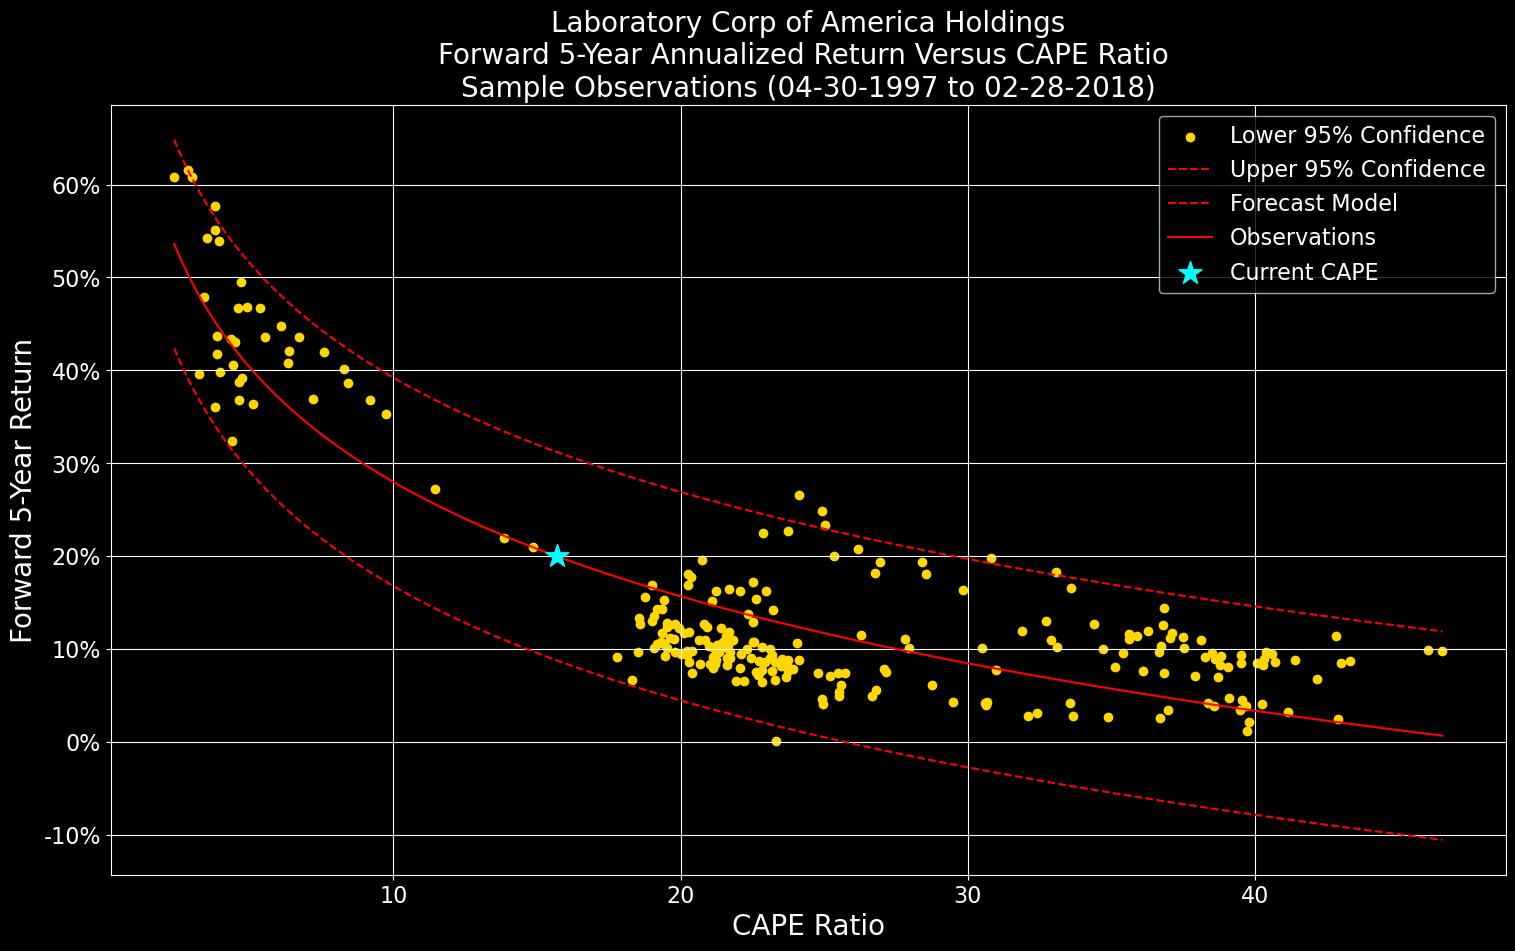 Laboratory Corp of America Holdings
Forward 5-Year Annualized Return Versus CAPE Ratio
Sample Observations (04-30-1997 to 02-28-2018)
Lower 95% Confidence
Upper 95% Confidence
Forecast Model
Observations
Current CAPE
Forward 5-Year Return
60%
50%
40%
30%
20%
10%
0%
-10%
10
20
30
40
CAPE Ratio